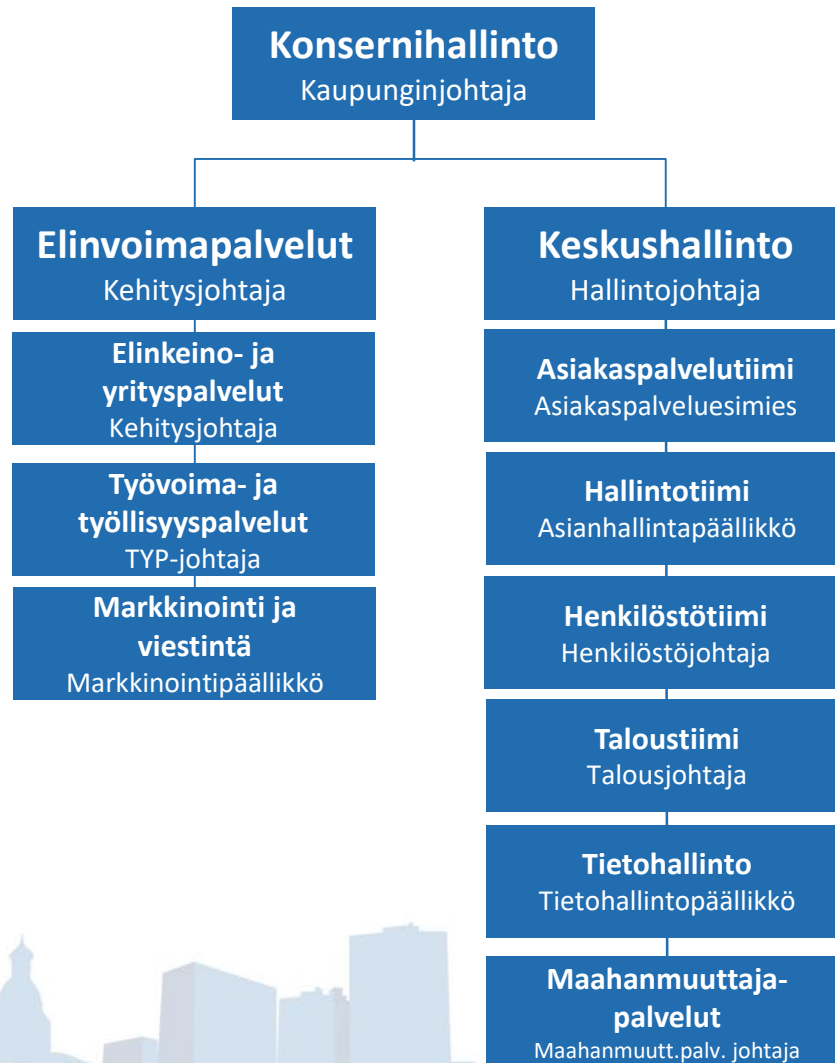 Konsernihallinto
Kaupunginjohtaja
Elinvoimapalvelut
Kehitysjohtaja
Elinkeino- ja
yrityspalvelut
Kehitysjohtaja
Työvoima- ja
työllisyyspalvelut
TYP-johtaja
Markkinointi ja
viestintä
Markkinointipäällikkö
Keskushallinto
Hallintojohtaja
Asiakaspalvelutiimi
Asiakaspalveluesimies
Hallintotiimi
Asianhallintapäällikkö
Henkilöstötiimi
Henkilöstöjohtaja
Taloustiimi
Talousjohtaja
Tietohallinto
Tietohallintopäällikkö
Maahanmuuttaja-
palvelut
Maahanmuutt.palv. johtaja